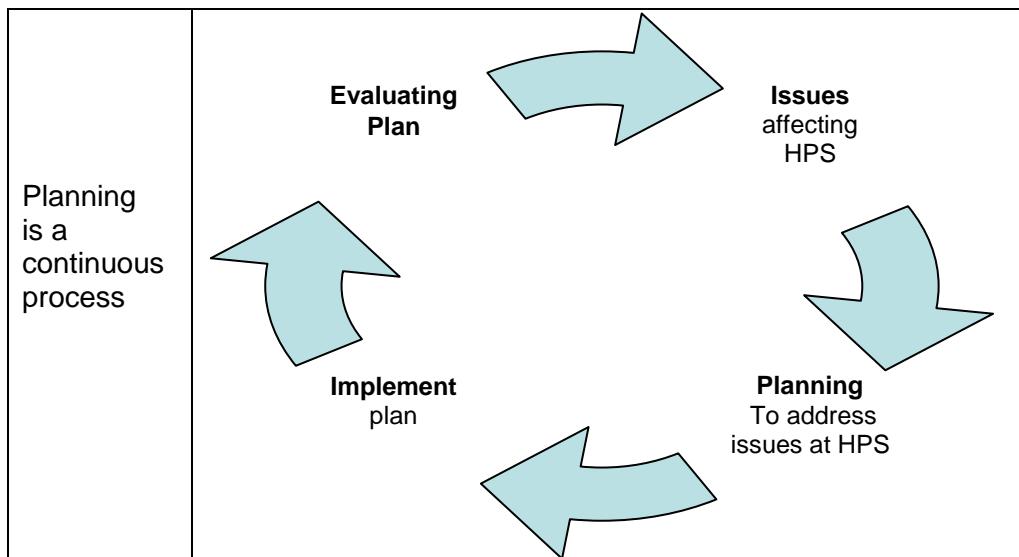 Planning
is a
continuous
process
Evaluating
Plan
Issues
affecting
HPS
Planning
To address
issues at HPS
Implement
plan